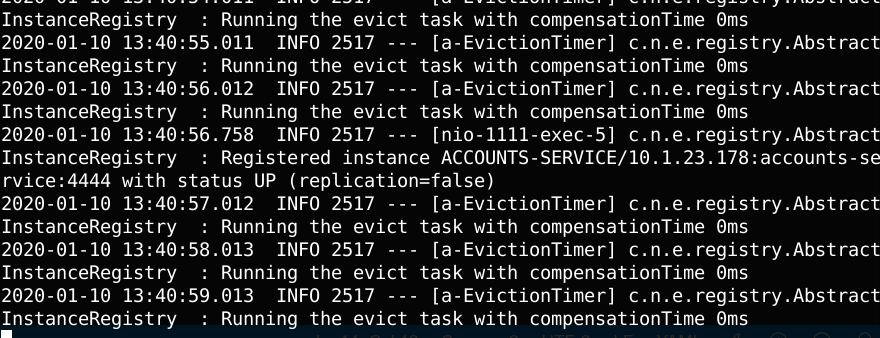 InstanceRegistry  : Running the evict task with compensationTime 0ms
2020-01-10 13:40:55.011  INFO 2517 --- [a-EvictionTimer] c.n.e.registry.Abstract
InstanceRegistry  : Running the evict task with compensationTime 0ms
2020-01-10 13:40:56.012  INFO 2517 --- [a-EvictionTimer] c.n.e.registry.Abstract
InstanceRegistry  : Running the evict task with compensationTime 0ms
2020-01-10 13:40:56.758  INFO 2517 --- [nio-1111-exec-5] c.n.e.registry.Abstract
InstanceRegistry  : Registered instance ACCOUNTS-SERVICE/10.1.23.178:accounts-se
rvice:4444 with status UP (replication=false)
2020-01-10 13:40:57.012  INFO 2517 --- [a-EvictionTimer] c.n.e.registry.Abstract
InstanceRegistry  : Running the evict task with compensationTime 0ms
2020-01-10 13:40:58.013  INFO 2517 --- [a-EvictionTimer] c.n.e.registry.Abstract
InstanceRegistry  : Running the evict task with compensationTime 0ms
2020-01-10 13:40:59.013  INFO 2517 --- [a-EvictionTimer] c.n.e.registry.Abstract
InstanceRegistry  : Running the evict task with compensationTime 0ms